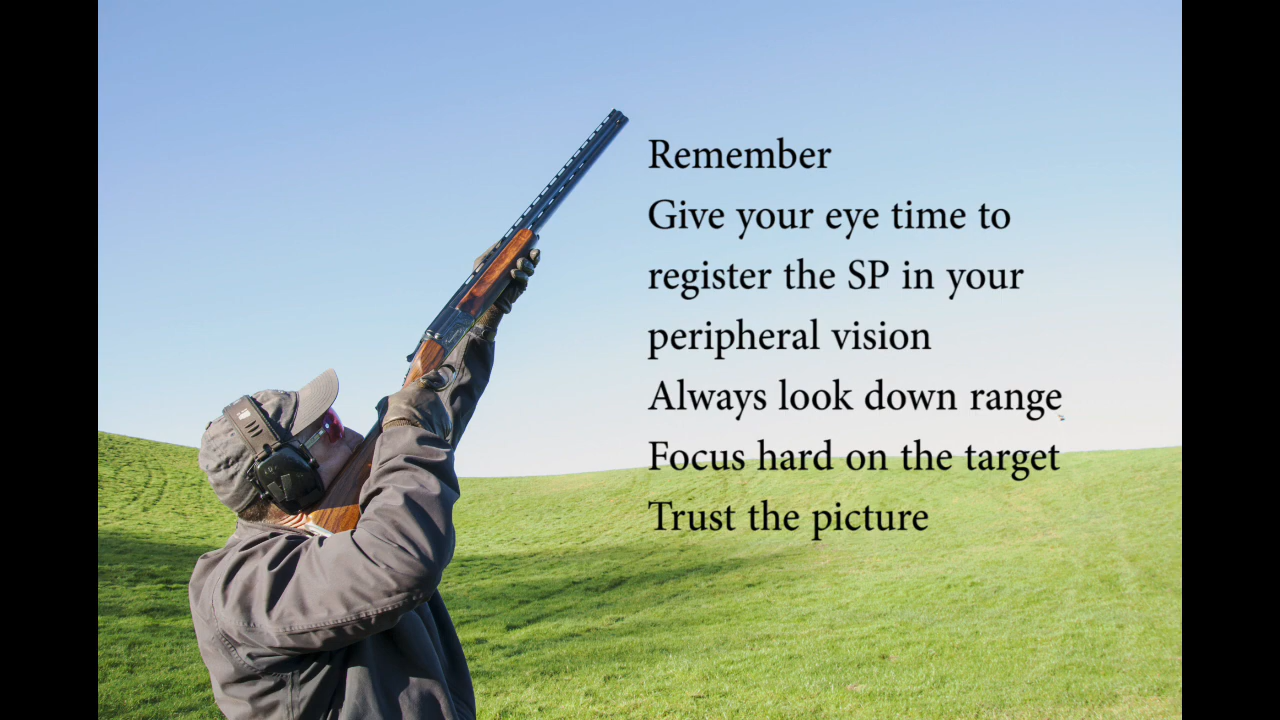 Remember
Give your eye time to
register the SP in your
peripheral vision
Always look down range
Focus hard on the target
Trust the picture